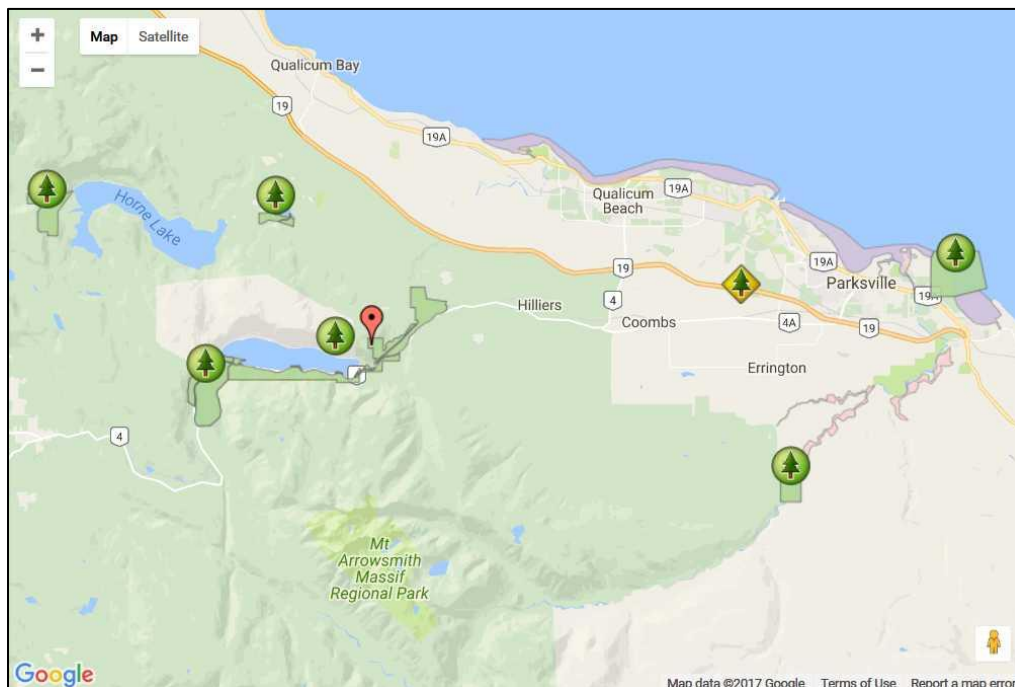 +
Map Satellite
−
Qualicum Bay
19
19A
Horne Lake
Qualicum
Beach
19A
19
19A
Parksville
19A
4
Hilliers
Coombs
4A
19
Errington
4
Mt
Arrowsmith
Massif
Regional Park
Google
Map data ©2017 Google Terms of Use Report a map error